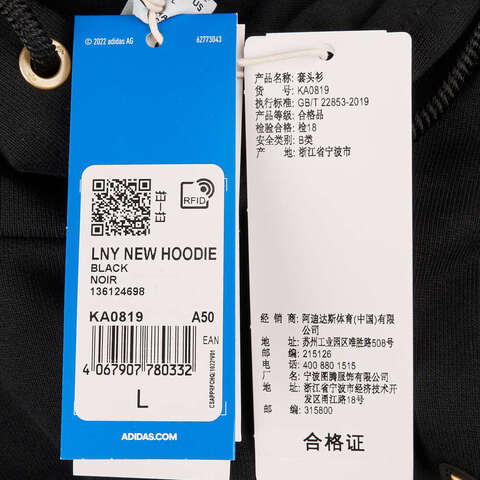 US
© 2022 adidas AG
62773043
RFID
LNY NEW HOODIE
BLACK
NOIR
136124698
KA0819 A50
EAN
4 067907 780332
L
ADIDAS.COM
产品名称: 套头衫
货 号: KA0819
执行标准: GB/T 22853-2019
产品等级: 合格品
检验合格: 检18
安全类别: B类
产 地: 浙江省宁波市
经 销 商: 阿迪达斯体育(中国)有限
公司
地 址: 苏州工业园区唯胜路508号
邮 编: 215126
电 话: 400 880 1515
厂 名: 宁波图腾服饰有限公司
厂 址: 浙江省宁波市经济技术开
发区甬江路18号
邮 编: 315800
合格证